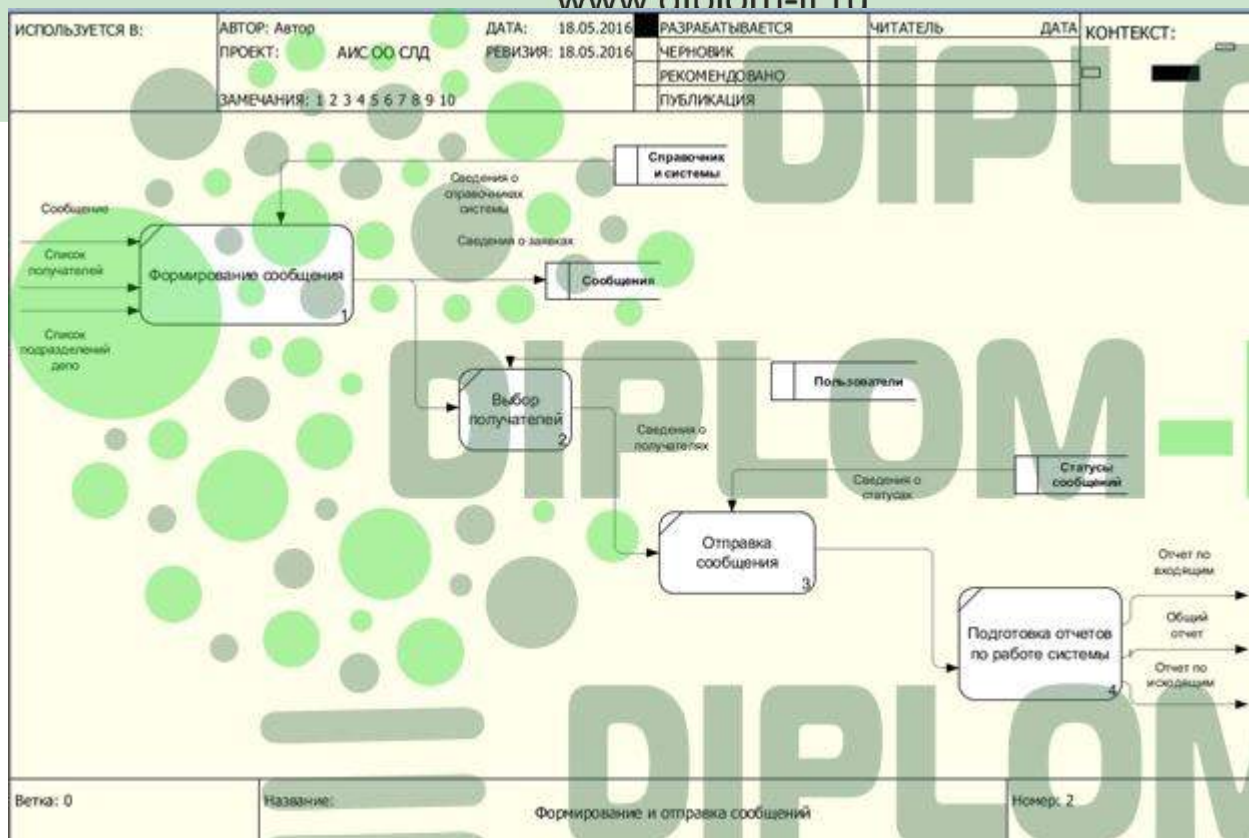 www.diplom-it.ru
ИСПОЛЬЗУЕТСЯ В:
АВТОР: Автор
ДАТА: 18.05.2016
ПРОЕКТ: АИС ОО СЛД
РЕВИЗИЯ: 18.05.2016
ЗАМЕЧАНИЯ: 1 2 3 4 5 6 7 8 9 10
РАЗРАБАТЫВАЕТСЯ
ЧЕРНОВИК
РЕКОМЕНДОВАНО
ПУБЛИКАЦИЯ
ЧИТАТЕЛЬ
ДАТА
КОНТЕКСТ:
DIPLO
Справочник
и системы
Сведения о
справочниках
системы
Сообщение
Список
получателей
Список
подразделений
депо
Формирование сообщения
1
Сведения о заявках
Сообщения
DIPLOM-
Выбор
получателей
2
Пользователи
Сведения о
получателях
Статусы
сообщений
Сведения о
статусах
Отправка
сообщения
3
Отчет по
входящим
Общий
отчет
Отчет по
исходящим
Подготовка отчетов
по работе системы
4
DIPLOM
Ветка: 0
Название:
Формирование и отправка сообщений
Номер: 2